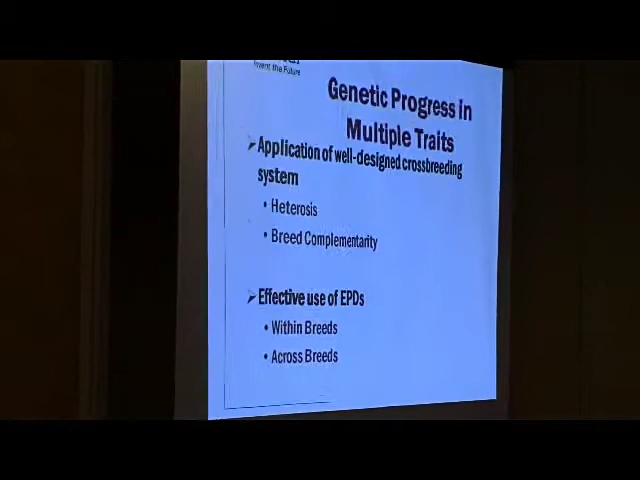 Invent the Future
Genetic Progress in
Multiple Traits
➢Application of well-designed crossbreeding
system
• Heterosis
• Breed Complementarity
➢Effective use of EPDs
• Within Breeds
• Across Breeds